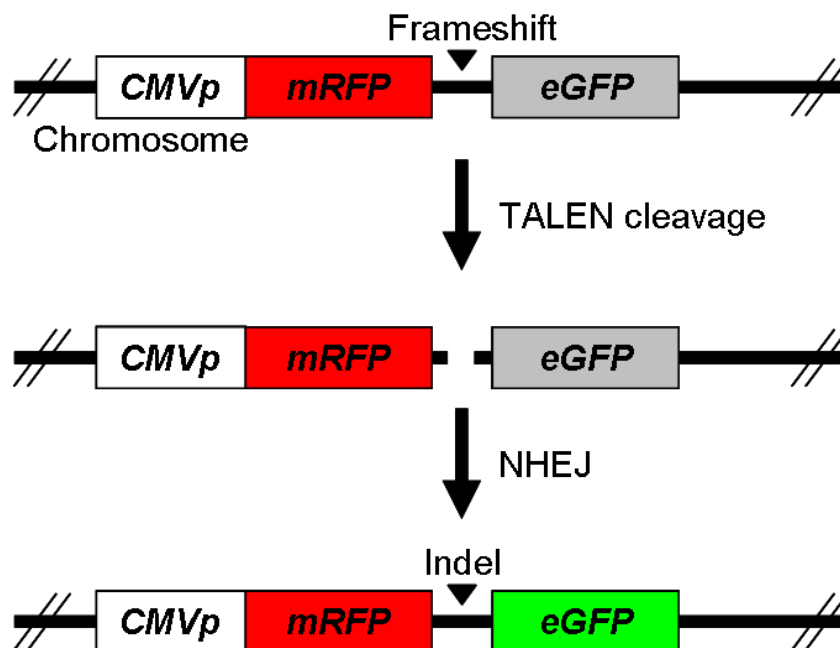 Frameshift
CMVp mRFP eGFP
Chromosome
TALEN cleavage
CMVp mRFP eGFP
NHEJ
Indel
CMVp mRFP eGFP